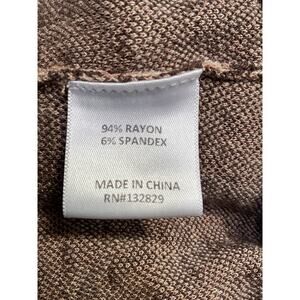 94% RAYON
6% SPANDEX
MADE IN CHINA
RN#132829